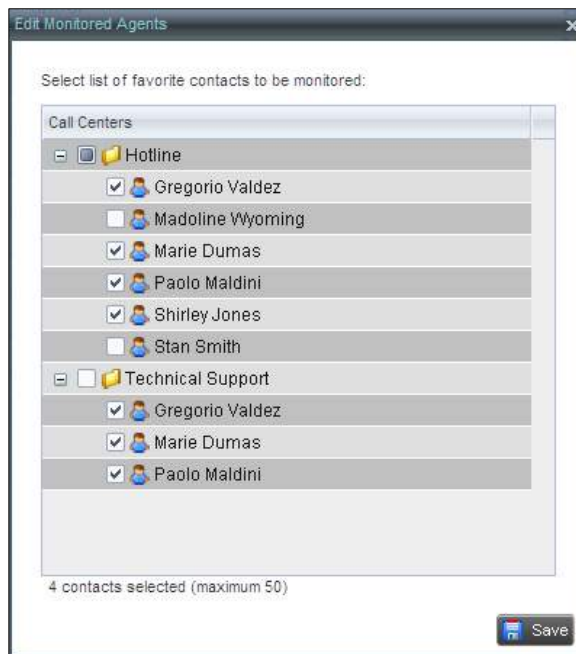 Edit Monitored Agents
Select list of favorite contacts to be monitored:
Call Centers
Hotline
Gregorio Valdez
Madoline Wyoming
Marie Dumas
Paolo Maldini
Shirley Jones
Stan Smith
Technical Support
Gregorio Valdez
Marie Dumas
Paolo Maldini
4 contacts selected (maximum 50)
Save